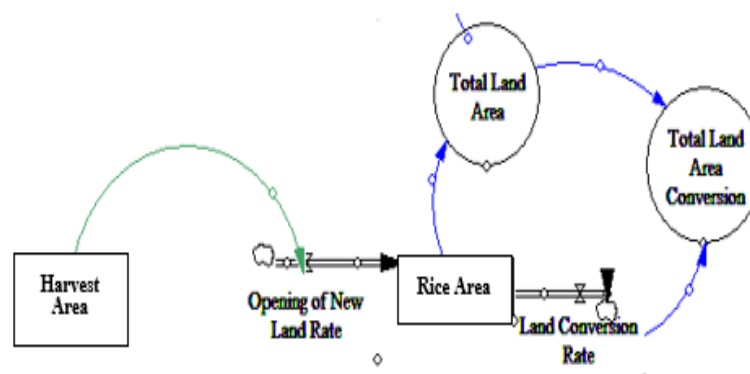 Total Land
Area
Total Land
Area
Conversion
Harvest
Area
Opening of New
Land Rate
Rice Area
Land Conversion
Rate